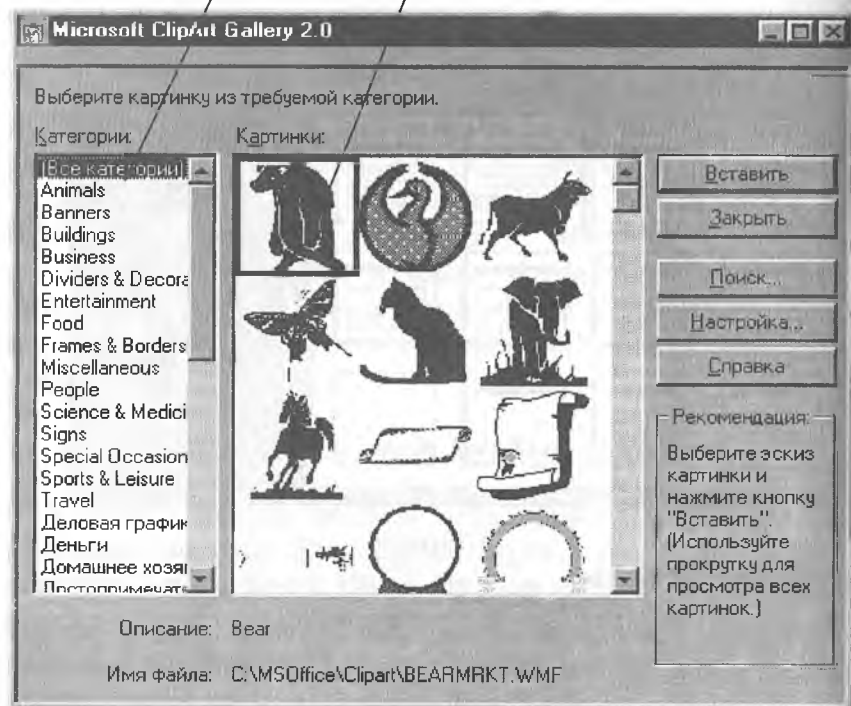 Microsoft ClipArt Gallery 2.0
Выберите картинку из требуемой категории.
Категории:
Картинки:
(Все категории)
Animals
Banners
Buildings
Business
Dividers & Decora
Entertainment
Food
Frames & Borders
Miscellaneous
People
Science & Medici
Signs
Special Occasion
Sports & Leisure
Travel
Деловая график
Деньги
Домашнее хозяй
Достопримечате
Вставить
Закрыть
Поиск...
Настройка...
Справка
Рекомендация:
Выберите эскиз
картинки и
нажмите кнопку
"Вставить".
(Используйте
прокрутку для
просмотра всех
картинок.)
Описание: Bear
Имя файла: C:\MSOffice\Clipart\BEARMRKT.WMF